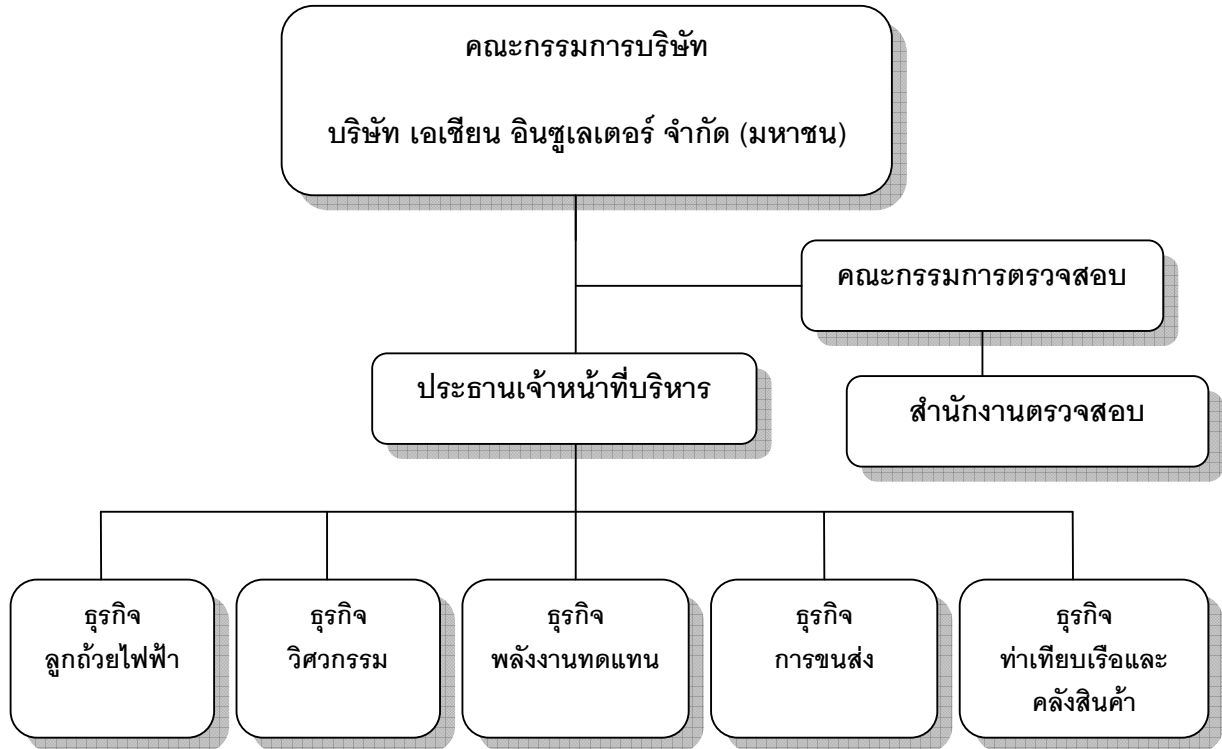 คณะกรรมการบริษัท
บริษัท เอเชียน อินซูเลเตอร์ จำกัด (มหาชน)
คณะกรรมการตรวจสอบ
ประธานเจ้าหน้าที่บริหาร
สำนักงานตรวจสอบ
ธุรกิจ
ลูกถ้วยไฟฟ้า
ธุรกิจ
วิศวกรรม
ธุรกิจ
พลังงานทดแทน
ธุรกิจ
การขนส่ง
ธุรกิจ
ท่าเทียบเรือและ
คลังสินค้า